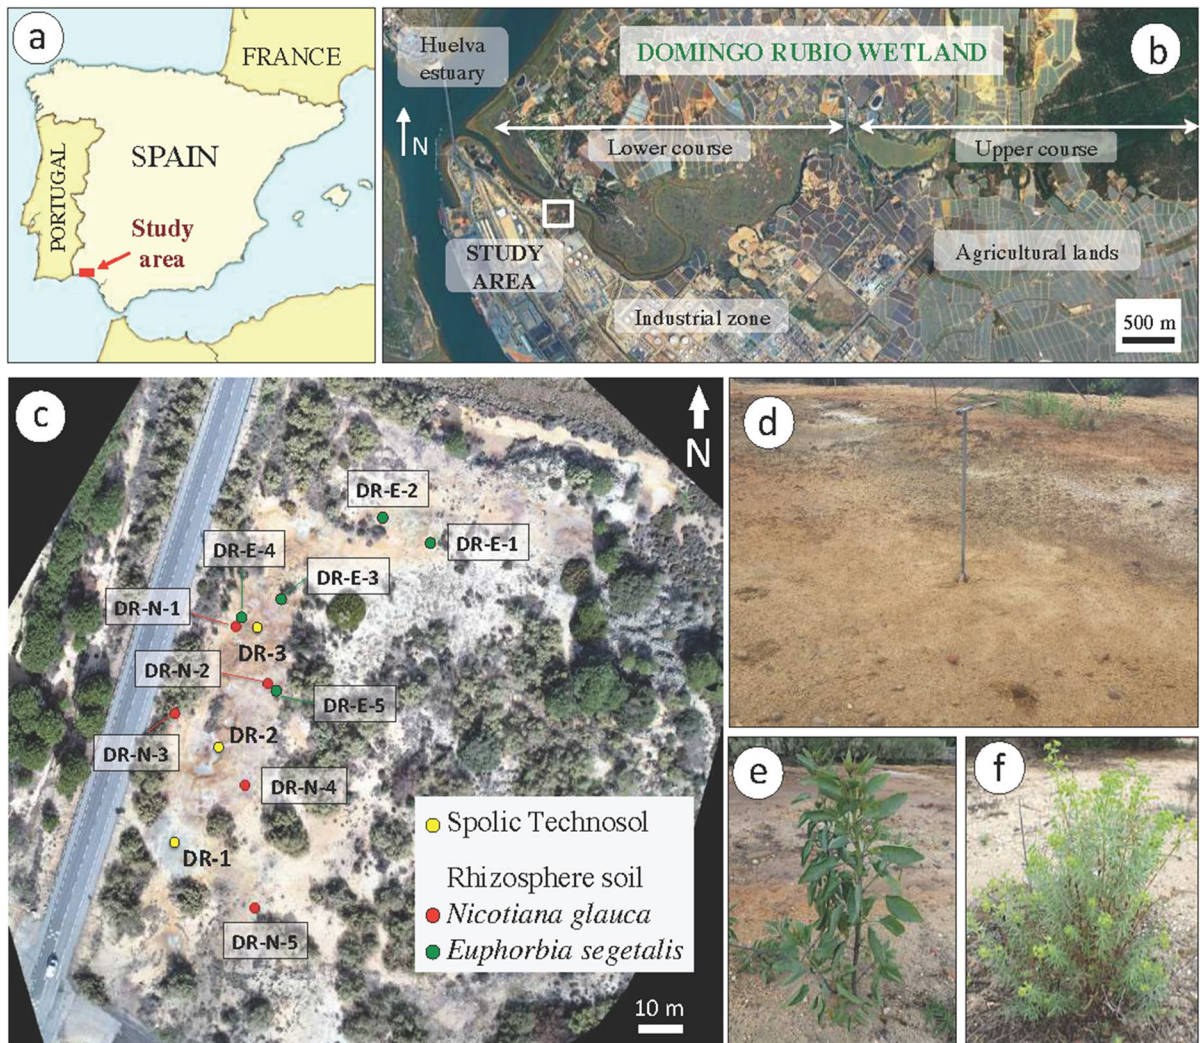 a
FRANCE
SPAIN
PORTUGAL
Study
area
b
Huelva
estuary
DOMINGO RUBIO WETLAND
N
Lower course
Upper course
STUDY
AREA
Agricultural lands
Industrial zone
500 m
c
N
DR-E-2
DR-E-4
DR-E-1
DR-E-3
DR-N-1
DR-3
DR-N-2
DR-E-5
DR-2
DR-N-3
DR-N-4
DR-1
DR-N-5
Spolic Technosol
Rhizosphere soil
Nicotiana glauca
Euphorbia segetalis
10 m
d
e
f